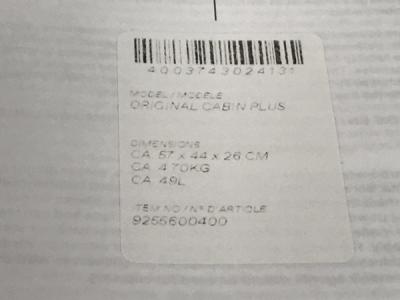 4003743024131
MODEL / MODÈLE
ORIGINAL CABIN PLUS
DIMENSIONS
CA. 57 x 44 x 26 CM
CA. 4.70KG
CA. 49L
ITEM NO / N° D'ARTICLE
9255600400